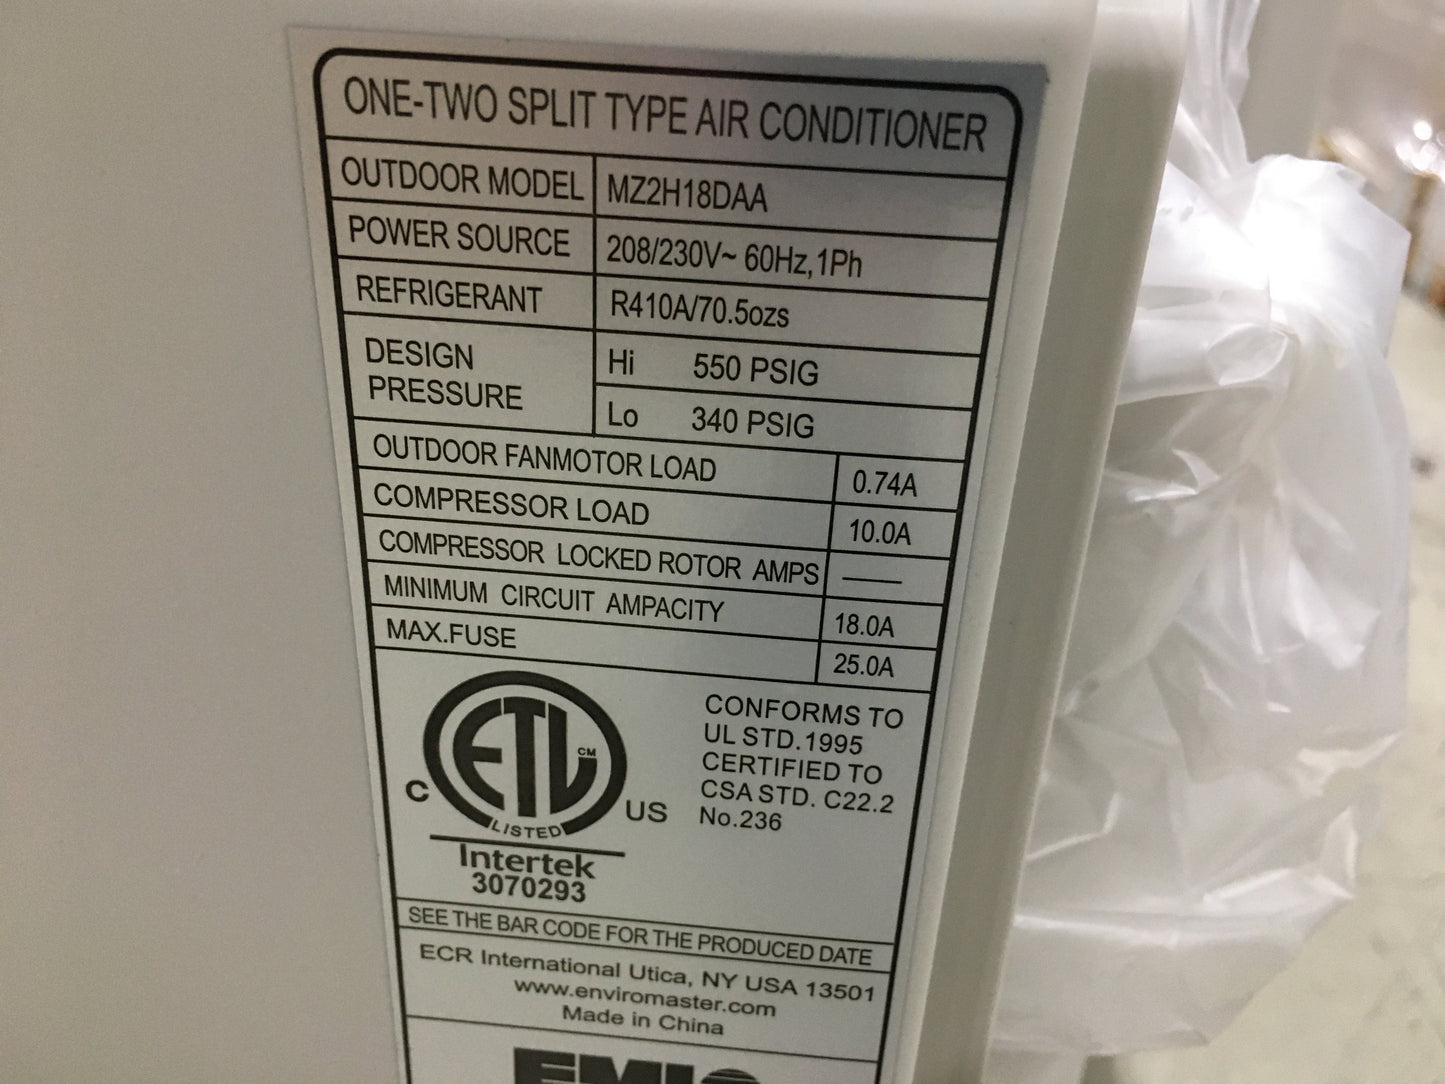 ONE-TWO SPLIT TYPE AIR CONDITIONER
OUTDOOR MODEL MZ2H18DAA
POWER SOURCE 208/230V~ 60Hz,1Ph
REFRIGERANT R410A/70.5ozs
DESIGN PRESSURE
Hi 550 PSIG
Lo 340 PSIG
OUTDOOR FANMOTOR LOAD 0.74A
COMPRESSOR LOAD 10.0A
COMPRESSOR LOCKED ROTOR AMPS ——
MINIMUM CIRCUIT AMPACITY 18.0A
MAX.FUSE 25.0A
ETL CM
C US
LISTED
Intertek
3070293
CONFORMS TO
UL STD.1995
CERTIFIED TO
CSA STD. C22.2
No.236
SEE THE BAR CODE FOR THE PRODUCED DATE
ECR International Utica, NY USA 13501
www.enviromaster.com
Made in China